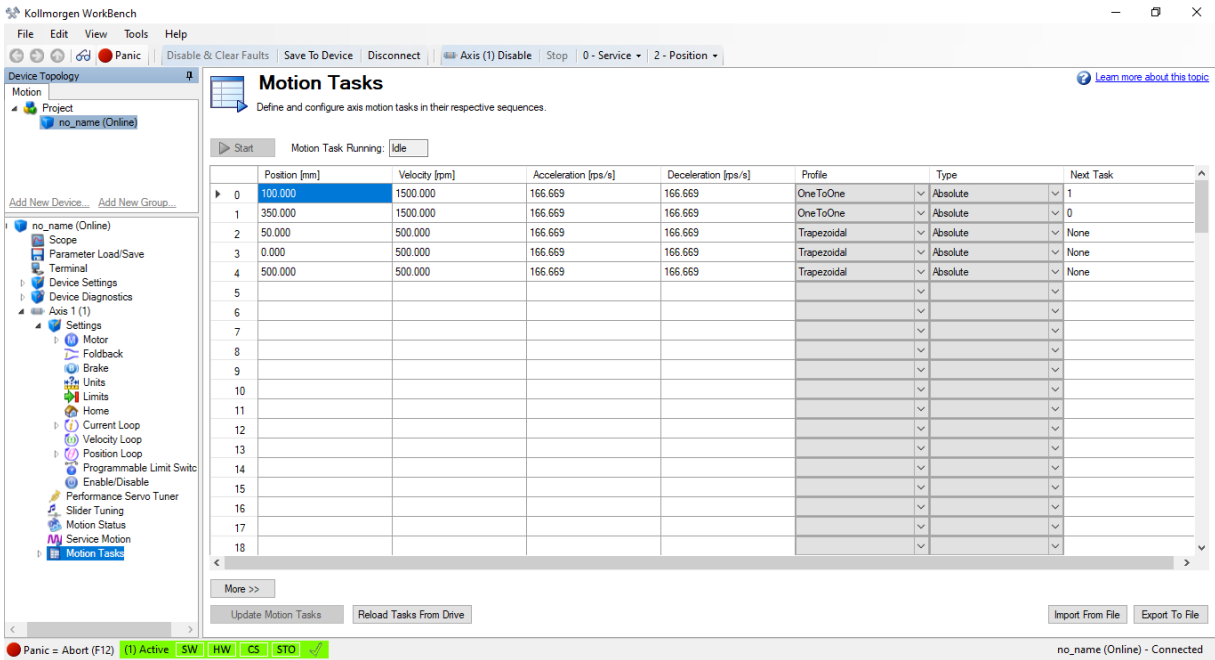 Kollmorgen WorkBench
File Edit View Tools Help
Panic Disable & Clear Faults Save To Device Disconnect Axis (1) Disable Stop 0 - Service 2 - Position
Device Topology
Motion
Project
no_name (Online)
Add New Device... Add New Group...
no_name (Online)
Scope
Parameter Load/Save
Terminal
Device Settings
Device Diagnostics
Axis 1 (1)
Settings
Motor
Foldback
Brake
Units
Limits
Home
Current Loop
Velocity Loop
Position Loop
Programmable Limit Switc
Enable/Disable
Performance Servo Tuner
Slider Tuning
Motion Status
Service Motion
Motion Tasks
Motion Tasks
Learn more about this topic
Define and configure axis motion tasks in their respective sequences.
Start Motion Task Running: Idle
Position [mm] Velocity [rpm] Acceleration [rps/s] Deceleration [rps/s] Profile Type Next Task
0 100.000 1500.000 166.669 166.669 OneToOne Absolute 1
1 350.000 1500.000 166.669 166.669 OneToOne Absolute 0
2 50.000 500.000 166.669 166.669 Trapezoidal Absolute None
3 0.000 500.000 166.669 166.669 Trapezoidal Absolute None
4 500.000 500.000 166.669 166.669 Trapezoidal Absolute None
5
6
7
8
9
10
11
12
13
14
15
16
17
18
More >>
Update Motion Tasks Reload Tasks From Drive Import From File Export To File
Panic = Abort (F12) (1) Active SW HW CS STO no_name (Online) - Connected